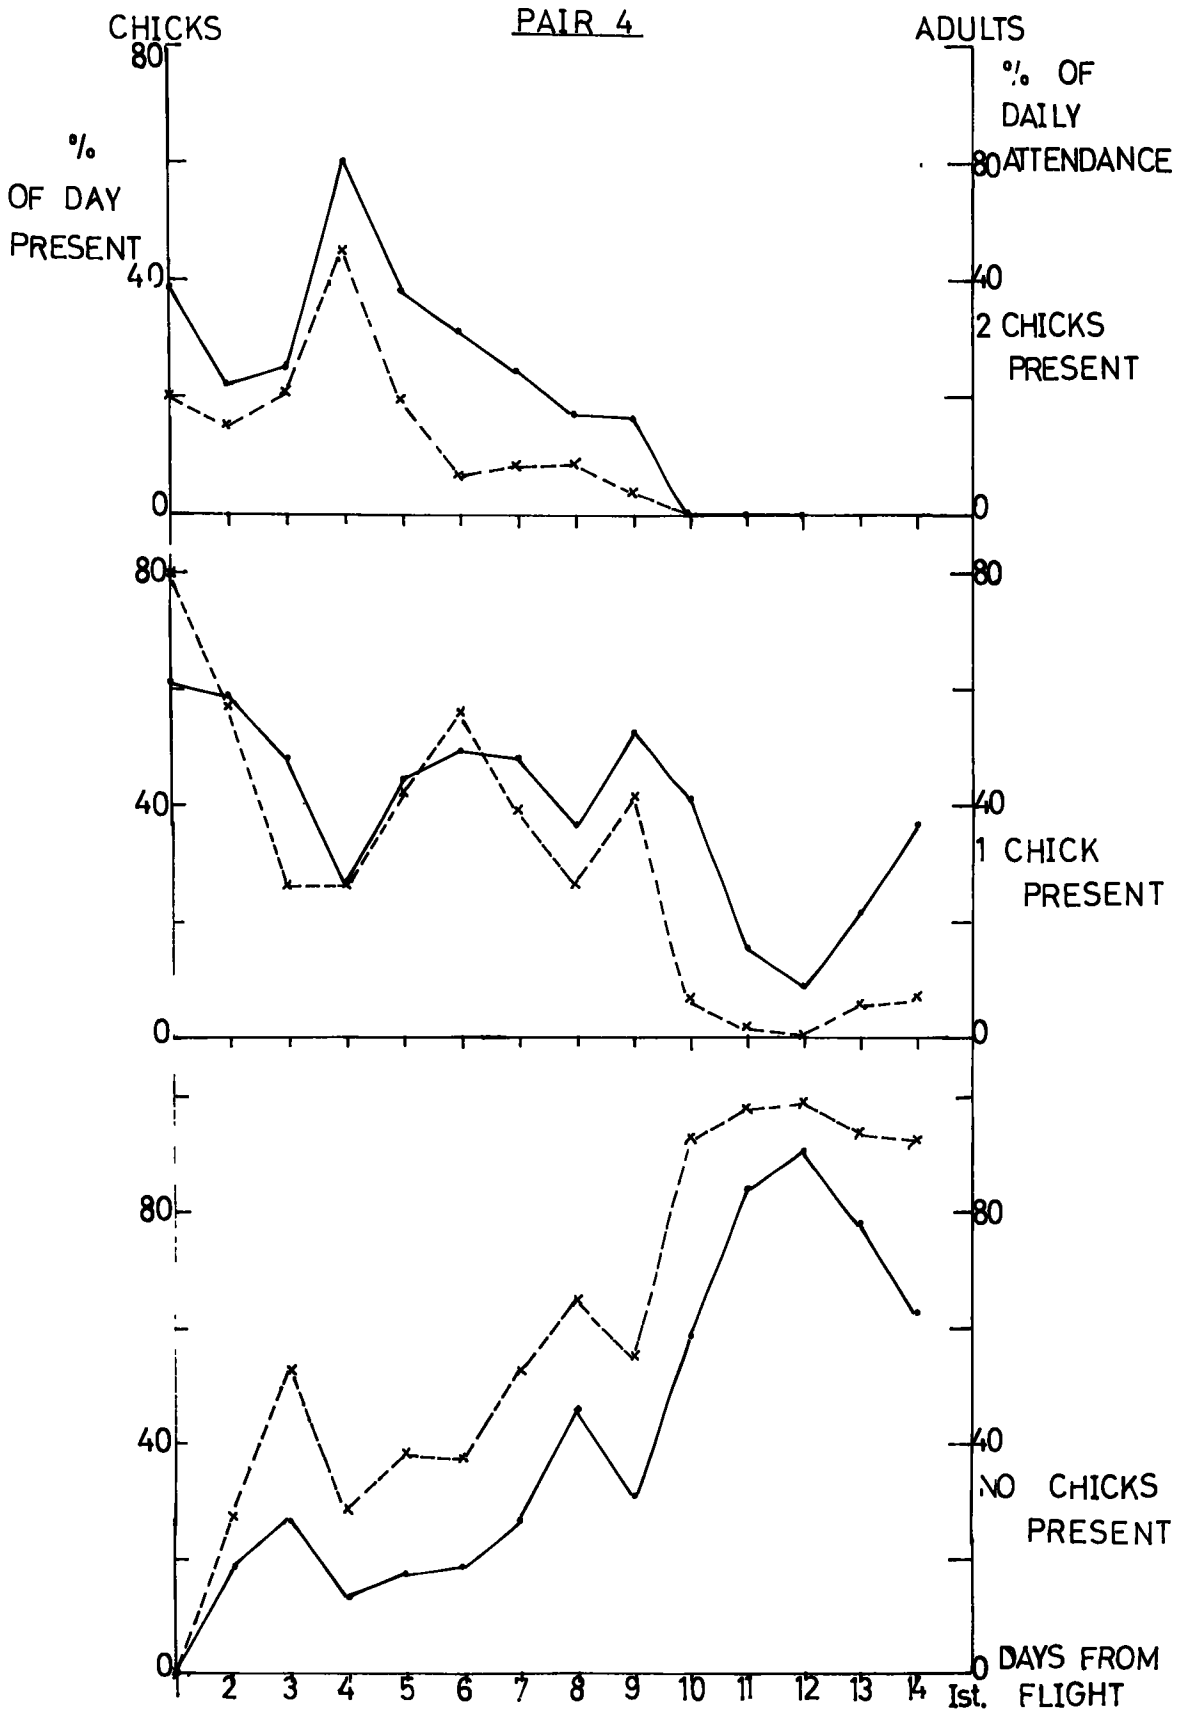 CHICKS PAIR 4 ADULTS
80
% OF
DAILY
80 ATTENDANCE
%
OF DAY
PRESENT
40 40
2 CHICKS
PRESENT
0 0
80 80
40 40
1 CHICK
PRESENT
0 0
80 80
40 40
NO CHICKS
PRESENT
0 0 DAYS FROM
1 2 3 4 5 6 7 8 9 10 11 12 13 14 Ist. FLIGHT